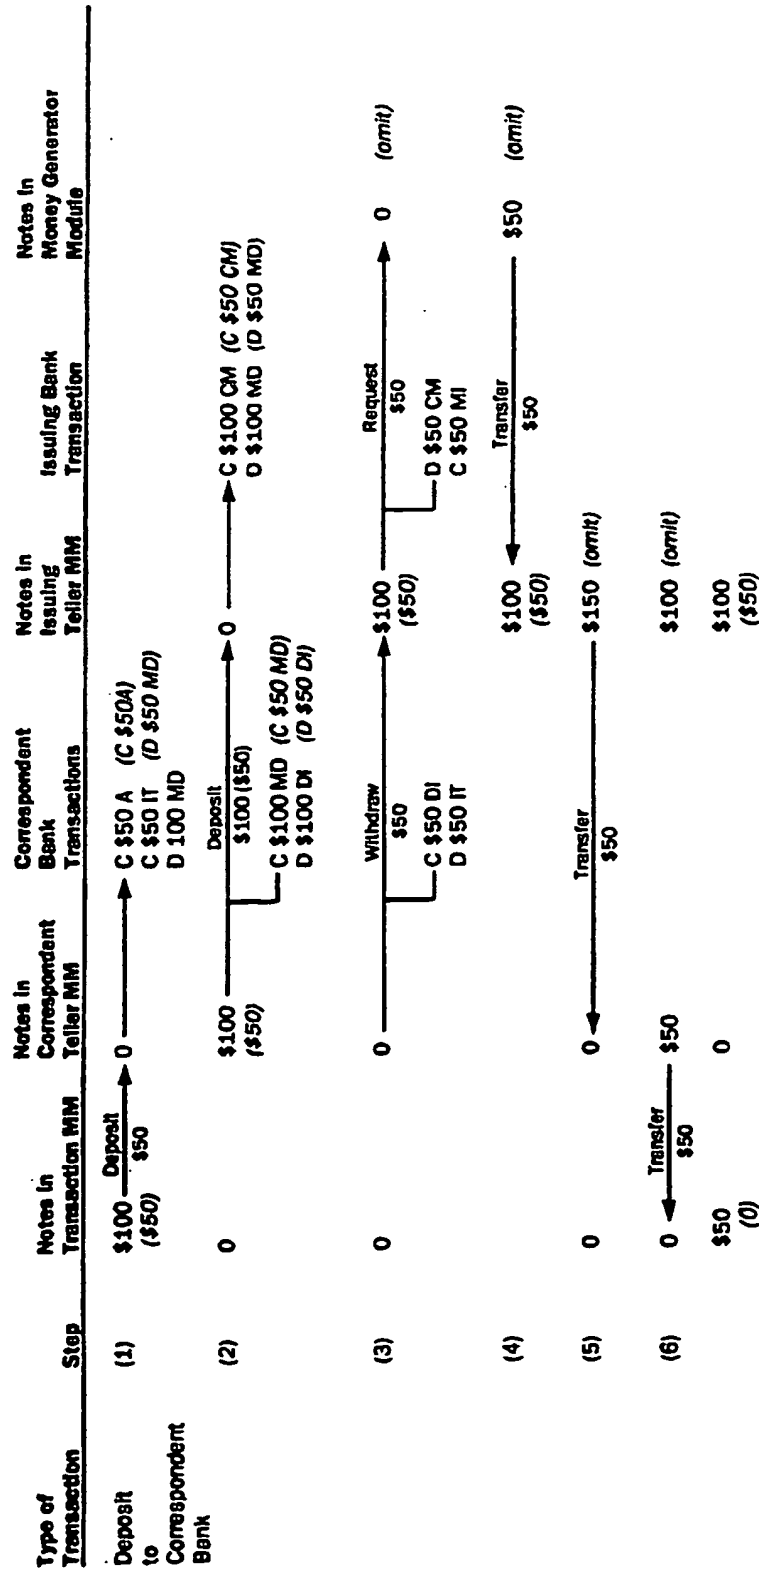 Type of Transaction
Step
Notes in Transaction MM
Notes in Correspondent Teller MM
Correspondent Bank Transactions
Notes in Issuing Teller MM
Issuing Bank Transaction
Notes in Money Generator Module
Deposit to Correspondent Bank
(1)
$100
($50)
Deposit
$50
0
C $50 A (C $50A)
C $50 IT (D $50 MD)
D 100 MD
(2)
0
$100
($50)
Deposit
$100 ($50)
C $100 MD (C $50 MD)
D $100 DI (D $50 DI)
0
C $100 CM (C $50 CM)
D $100 MD (D $50 MD)
(3)
0
0
Withdraw
$50
C $50 DI
D $50 IT
$100
($50)
Request
$50
D $50 CM
C $50 MI
0 (omit)
(4)
$100
($50)
Transfer
$50
$50 (omit)
(5)
0
0
Transfer
$50
$150 (omit)
(6)
0
Transfer
$50
$50
$100 (omit)
$50
(0)
0
$100
($50)